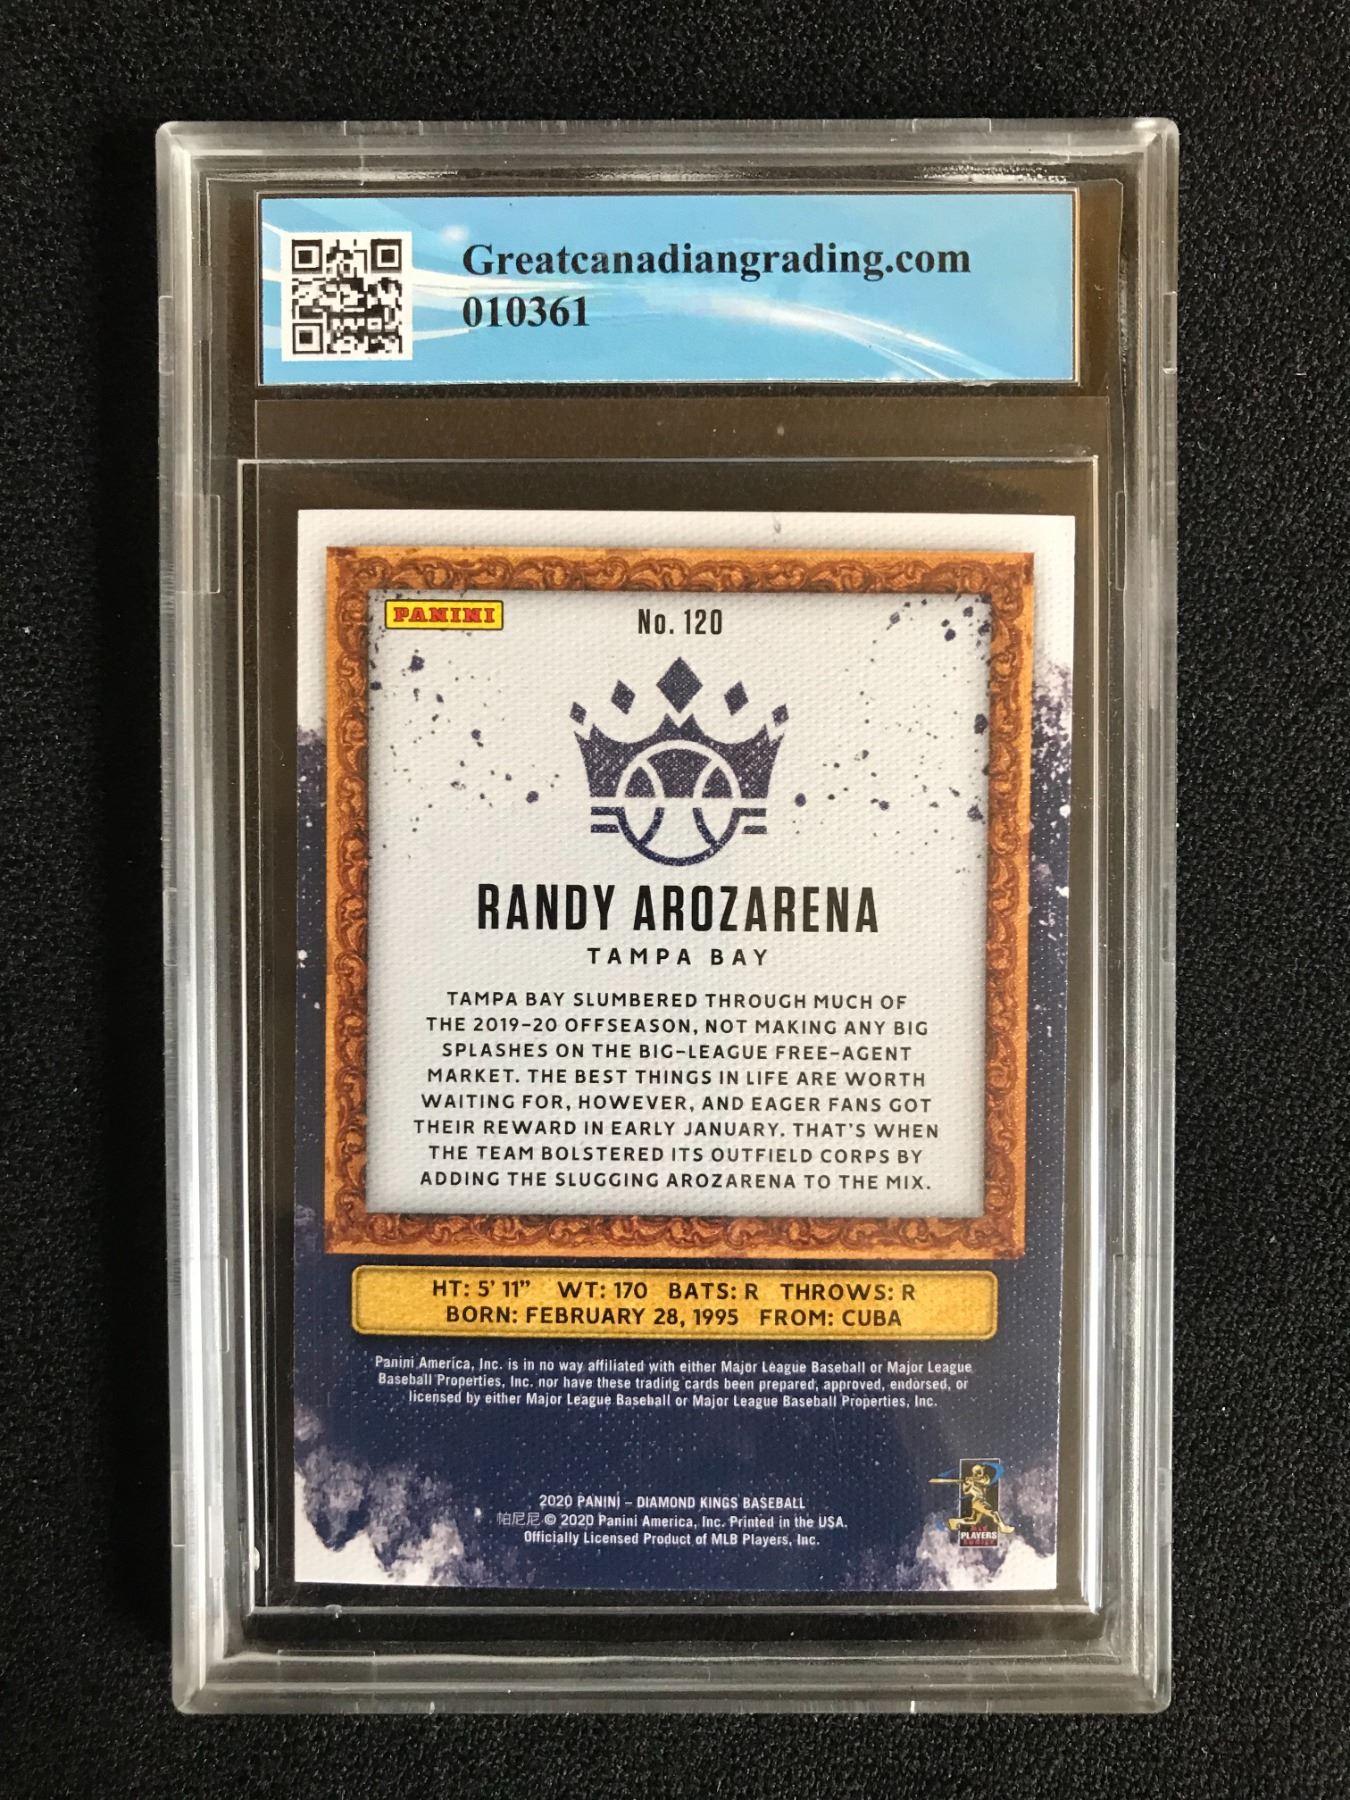 Greatcanadiangrading.com
010361
PANINI
No. 120
RANDY AROZARENA
TAMPA BAY
TAMPA BAY SLUMBERED THROUGH MUCH OF
THE 2019-20 OFFSEASON, NOT MAKING ANY BIG
SPLASHES ON THE BIG-LEAGUE FREE-AGENT
MARKET. THE BEST THINGS IN LIFE ARE WORTH
WAITING FOR, HOWEVER, AND EAGER FANS GOT
THEIR REWARD IN EARLY JANUARY. THAT'S WHEN
THE TEAM BOLSTERED ITS OUTFIELD CORPS BY
ADDING THE SLUGGING AROZARENA TO THE MIX.
HT: 5' 11" WT: 170 BATS: R THROWS: R
BORN: FEBRUARY 28, 1995 FROM: CUBA
Panini America, Inc. is in no way affiliated with either Major League Baseball or Major League
Baseball Properties, Inc. nor have these trading cards been prepared, approved, endorsed, or
licensed by either Major League Baseball or Major League Baseball Properties, Inc.
2020 PANINI – DIAMOND KINGS BASEBALL
帕尼尼 © 2020 Panini America, Inc. Printed in the USA.
Officially Licensed Product of MLB Players, Inc.
PLAYERS